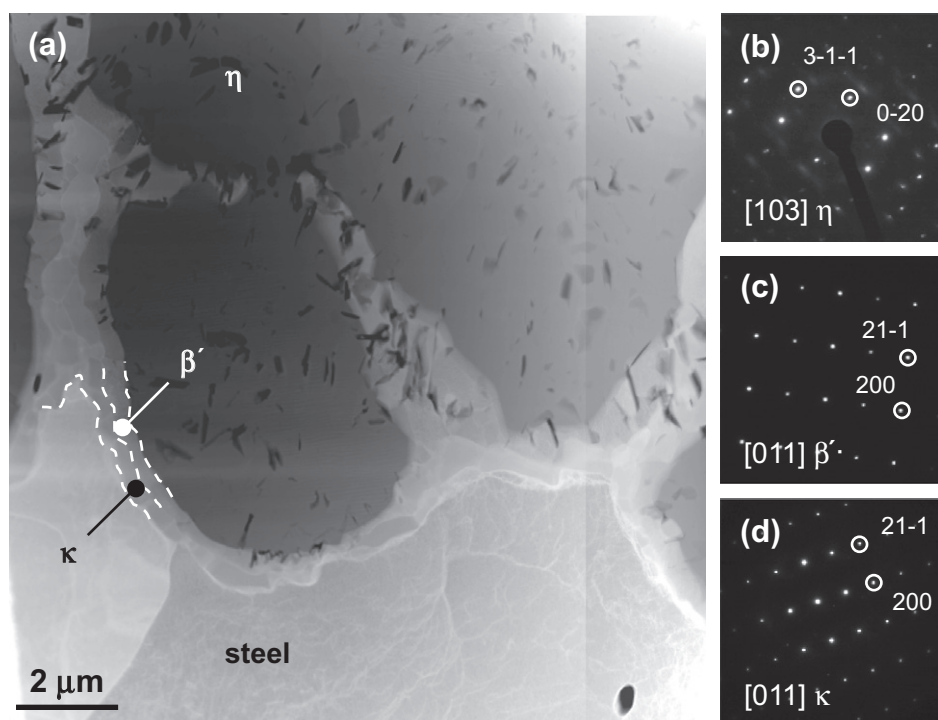 (a)
η
β´
κ
steel
2 μm
(b)
3-1-1
0-20
[103] η
(c)
21-1
200
[011] β´
(d)
21-1
200
[011] κ